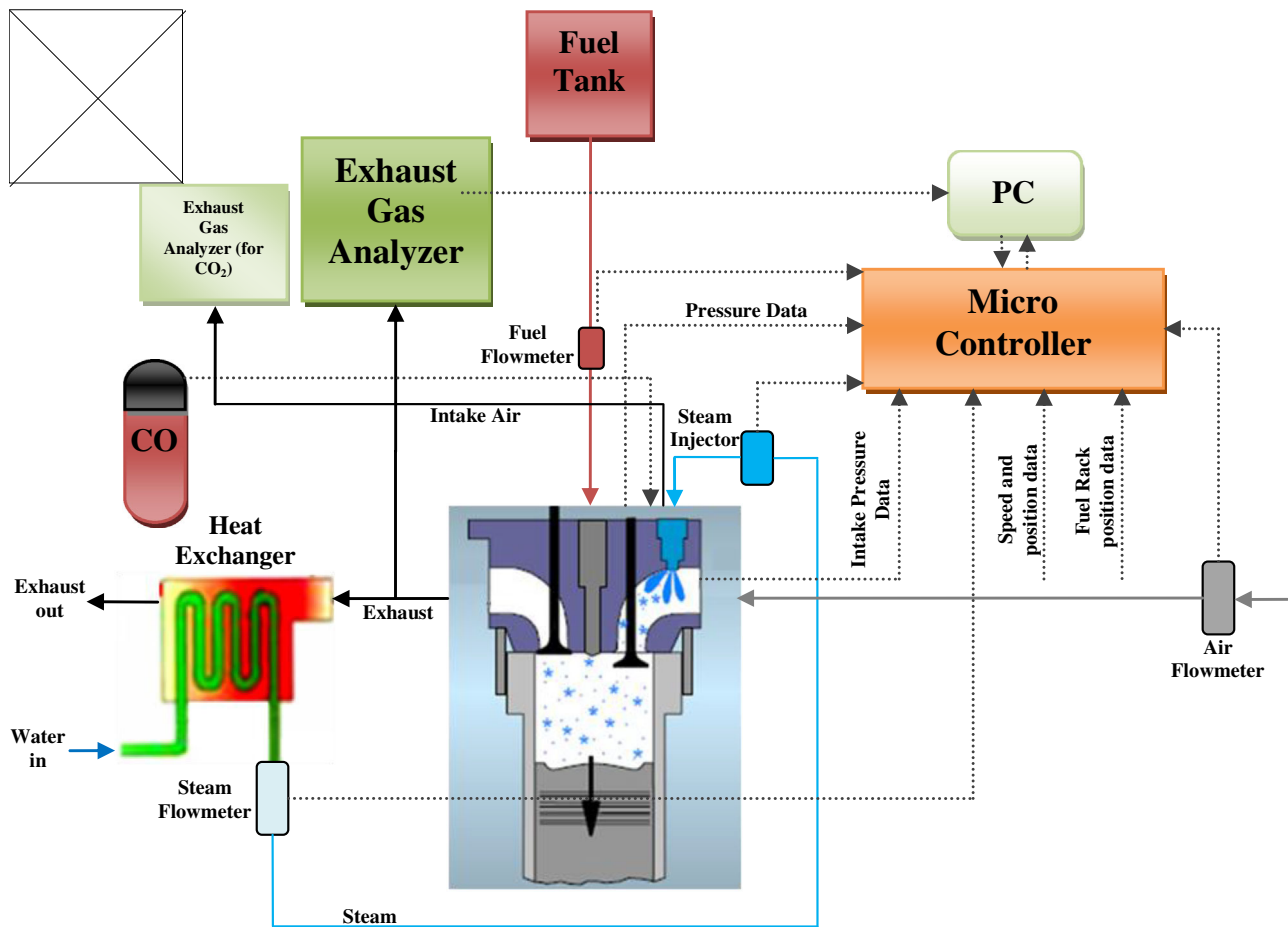 Fuel
Tank
Exhaust
Gas
Analyzer
PC
Exhaust
Gas
Analyzer (for
CO₂)
Micro
Controller
Pressure Data
Fuel
Flowmeter
CO
Intake Air
Steam
Injector
Intake Pressure
Data
Speed and
position data
Fuel Rack
position data
Heat
Exchanger
Exhaust
out
Exhaust
Air
Flowmeter
Water
in
Steam
Flowmeter
Steam